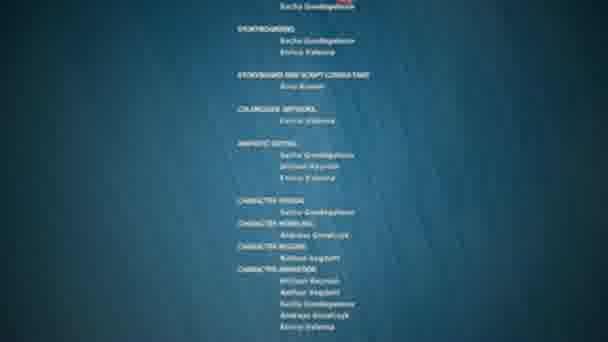 Sacha Goedegebure
STORYBOARDING
Sacha Goedegebure
Enrico Valenza
STORYBOARD AND SCRIPT CONSULTANT
COLORGUIDE ARTWORK
Enrico Valenza
ANIMATIC EDITING
Sacha Goedegebure
William Reynish
Enrico Valenza
CHARACTER DESIGN
Sacha Goedegebure
CHARACTER MODELING
Andreas Goralczyk
CHARACTER RIGGING
Nathan Vegdahl
CHARACTER ANIMATION
William Reynish
Nathan Vegdahl
Sacha Goedegebure
Andreas Goralczyk
Enrico Valenza